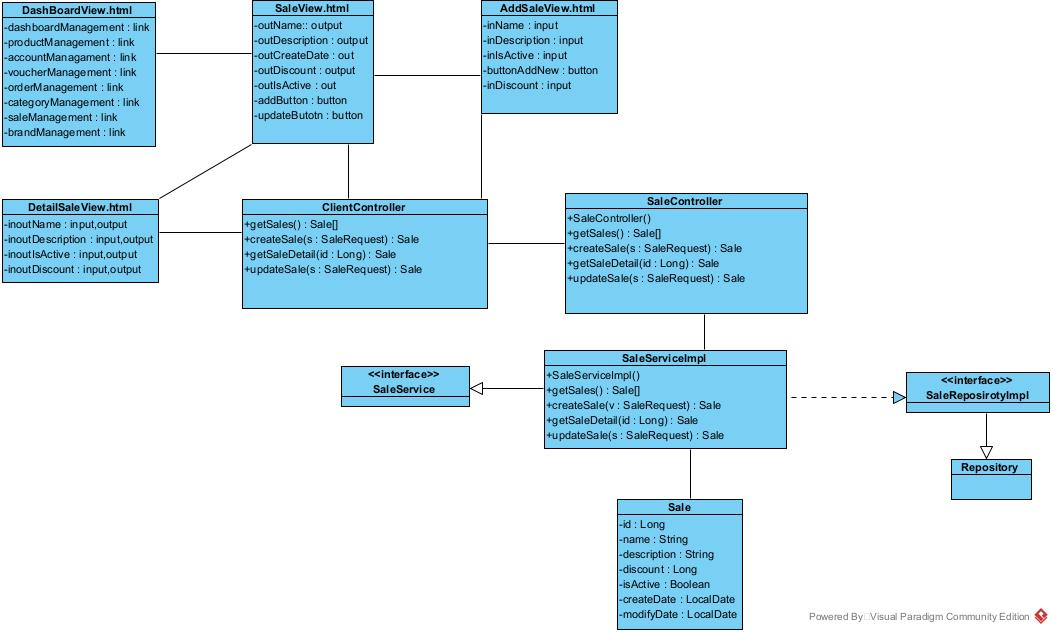 DashBoardView.html
-dashboardManagement : link
-productManagement : link
-accountManagament : link
-voucherManagement : link
-orderManagement : link
-categoryManagement : link
-saleManagement : link
-brandManagement : link
SaleView.html
-outName:: output
-outDescription : output
-outCreateDate : out
-outDiscount : output
-outIsActive : out
-addButton : button
-updateButotn : button
AddSaleView.html
-inName : input
-inDescription : input
-inIsActive : input
-buttonAddNew : button
-inDiscount : input
DetailSaleView.html
-inoutName : input,output
-inoutDescription : input,output
-inoutIsActive : input,output
-inoutDiscount : input,output
ClientController
+getSales() : Sale[]
+createSale(s : SaleRequest) : Sale
+getSaleDetail(id : Long) : Sale
+updateSale(s : SaleRequest) : Sale
SaleController
+SaleController()
+getSales() : Sale[]
+createSale(s : SaleRequest) : Sale
+getSaleDetail(id : Long) : Sale
+updateSale(s : SaleRequest) : Sale
<<interface>>
SaleService
SaleServiceImpl
+SaleServiceImpl()
+getSales() : Sale[]
+createSale(v : SaleRequest) : Sale
+getSaleDetail(id : Long) : Sale
+updateSale(s : SaleRequest) : Sale
<<interface>>
SaleReposirotyImpl
Repository
Sale
-id : Long
-name : String
-description : String
-discount : Long
-isActive : Boolean
-createDate : LocalDate
-modifyDate : LocalDate
Powered By Visual Paradigm Community Edition